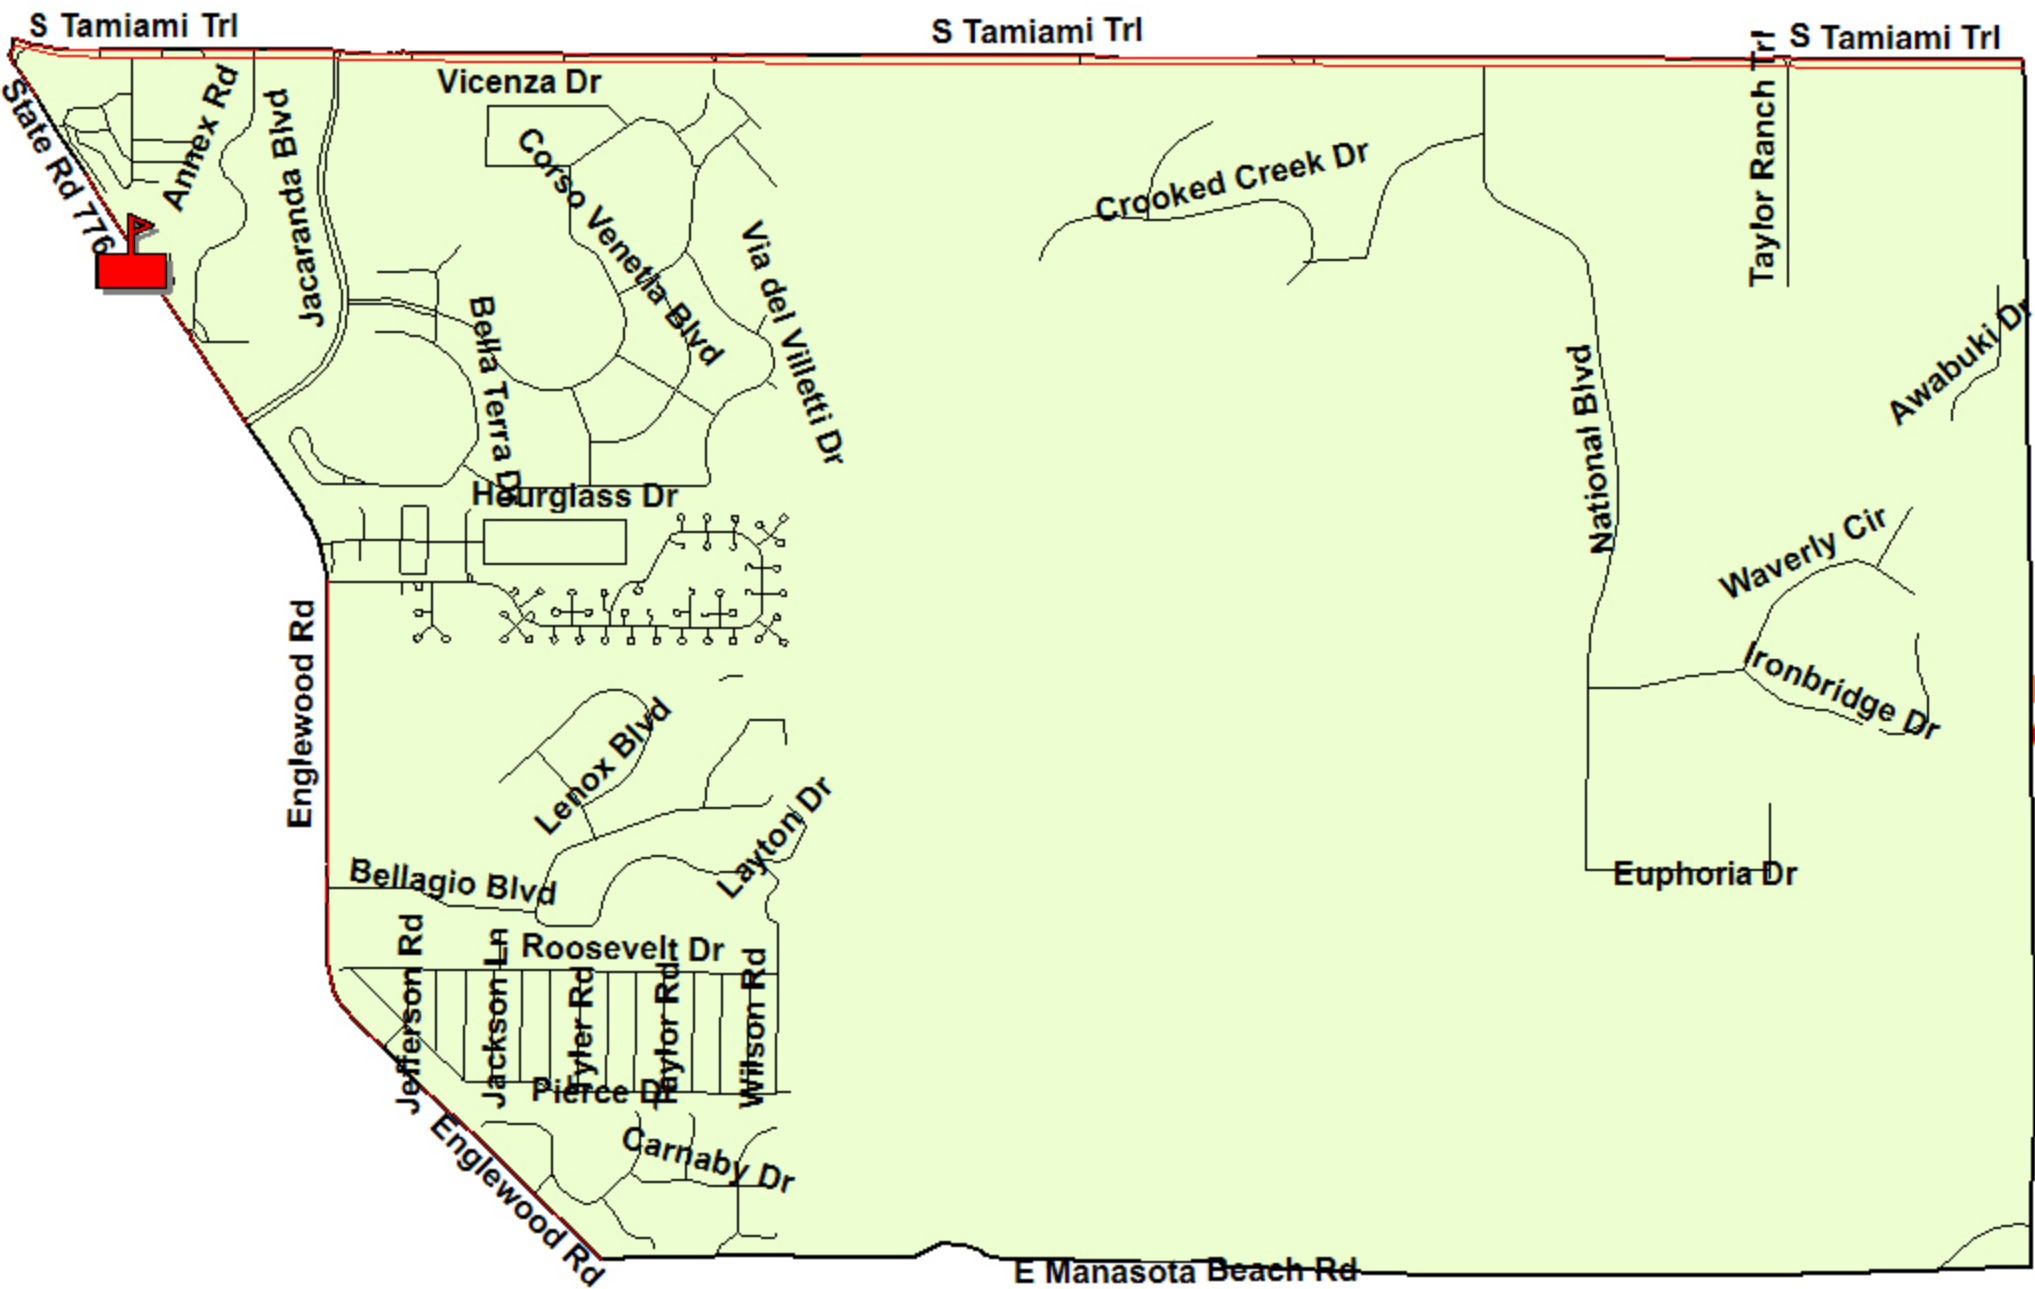 S Tamiami Trl
S Tamiami Trl
S Tamiami Trl
State Rd 776
Annex Rd
Jacaranda Blvd
Vicenza Dr
Corso Venetia Blvd
Via del Villetti Dr
Crooked Creek Dr
Taylor Ranch Trl
Awabuki Dr
Bella Terra Dr
National Blvd
Hourglass Dr
Waverly Cir
Ironbridge Dr
Englewood Rd
Lenox Blvd
Layton Dr
Euphoria Dr
Bellagio Blvd
Roosevelt Dr
Jefferson Rd
Jackson Ln
Tyler Rd
Taylor Rd
Wilson Rd
Pierce Dr
Carnaby Dr
Englewood Rd
E Manasota Beach Rd